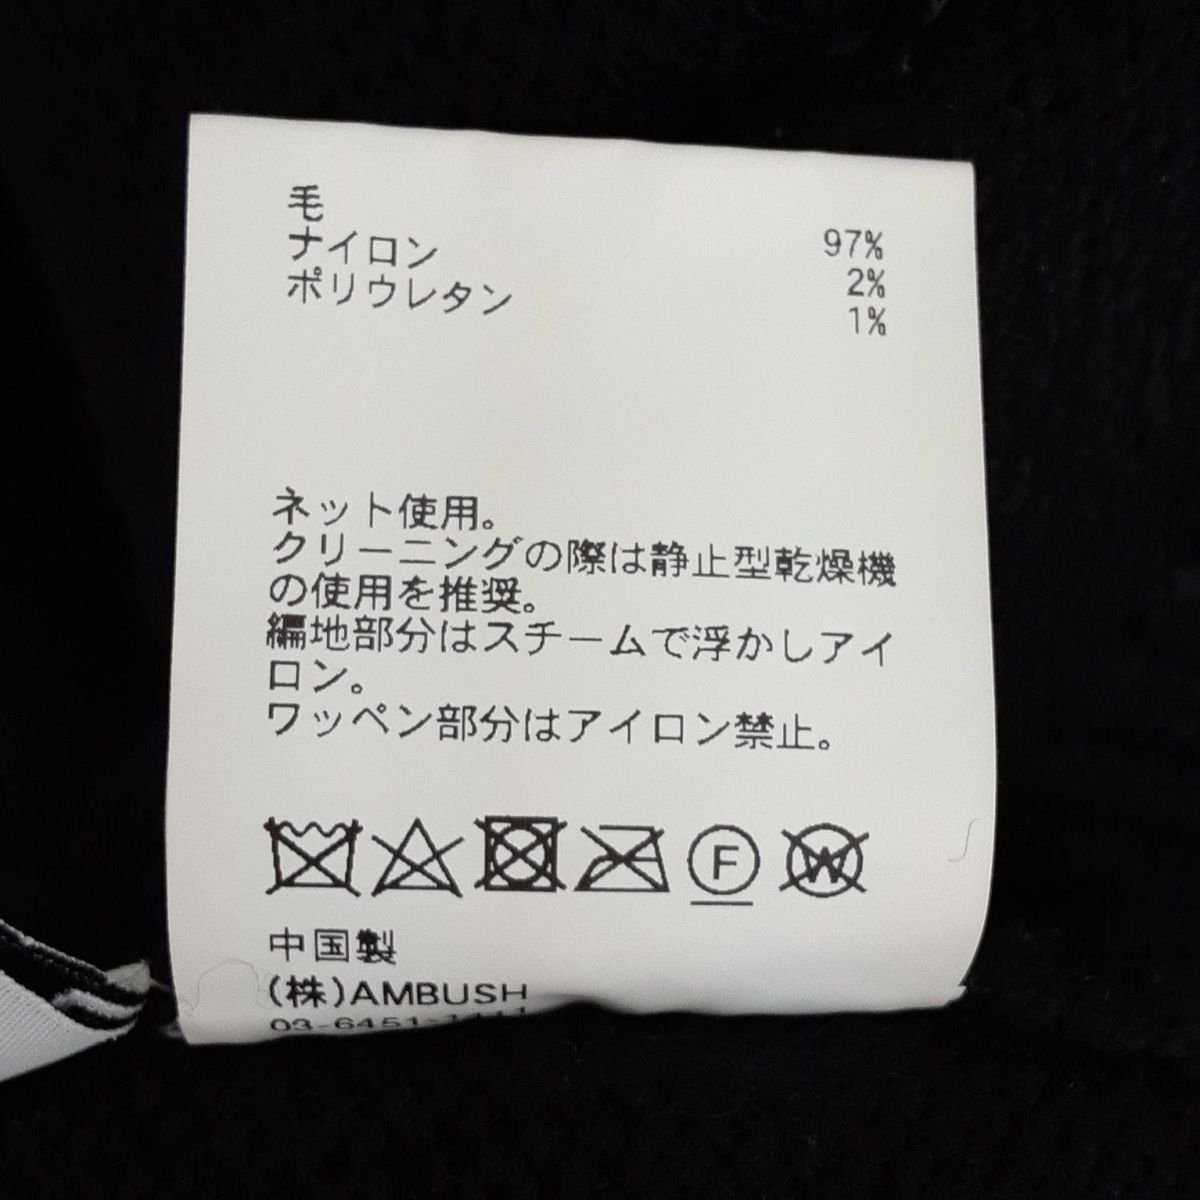 毛 97%
ナイロン 2%
ポリウレタン 1%
ネット使用。
クリーニングの際は静止型乾燥機
の使用を推奨。
編地部分はスチームで浮かしアイ
ロン。
ワッペン部分はアイロン禁止。
F W
中国製
(株)AMBUSH
03-6451-1411